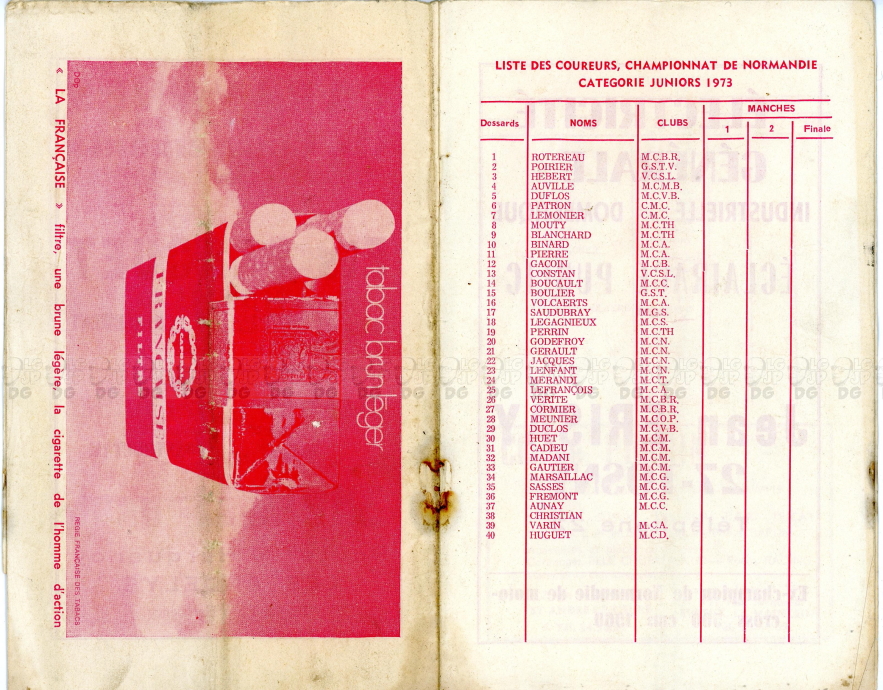 « LA FRANÇAISE » filtre, une brune légère, la cigarette de l'homme d'action
DOp
tabac brun léger
FRANÇAISE
FILTRE
RÉGIE FRANÇAISE DES TABACS
LISTE DES COUREURS, CHAMPIONNAT DE NORMANDIE
CATEGORIE JUNIORS 1973
Dessards NOMS CLUBS MANCHES
1 2 Finale
1 ROTEREAU M.C.B.R.
2 POIRIER G.S.T.V.
3 HEBERT V.C.S.L.
4 AUVILLE M.C.M.B.
5 DUFLOS M.C.V.B.
6 PATRON C.M.C.
7 LEMONIER C.M.C.
8 MOUTY M.C.TH
9 BLANCHARD M.C.TH
10 BINARD M.C.A.
11 PIERRE M.C.A.
12 GACOIN M.C.B.
13 CONSTAN V.C.S.L.
14 BOUCAULT M.C.C.
15 BOULIER G.S.T.
16 VOLCAERTS M.C.A.
17 SAUDUBRAY M.G.S.
18 LEGAGNIEUX M.C.S.
19 PERRIN M.C.TH
20 GODEFROY M.C.N.
21 GERAULT M.C.N.
22 JACQUES M.C.N.
23 LENFANT M.C.N.
24 MERANDI M.C.T.
25 LEFRANÇOIS M.C.A.
26 VERITE M.C.B.R.
27 CORMIER M.C.B.R.
28 MEUNIER M.C.O.P.
29 DUCLOS M.C.V.B.
30 HUET M.C.M.
31 CADIEU M.C.M.
32 MADANI M.C.M.
33 GAUTIER M.C.M.
34 MARSAILLAC M.C.G.
35 SASSES M.C.G.
36 FREMONT M.C.G.
37 AUNAY M.C.C.
38 CHRISTIAN
39 VARIN M.C.A.
40 HUGUET M.C.D.